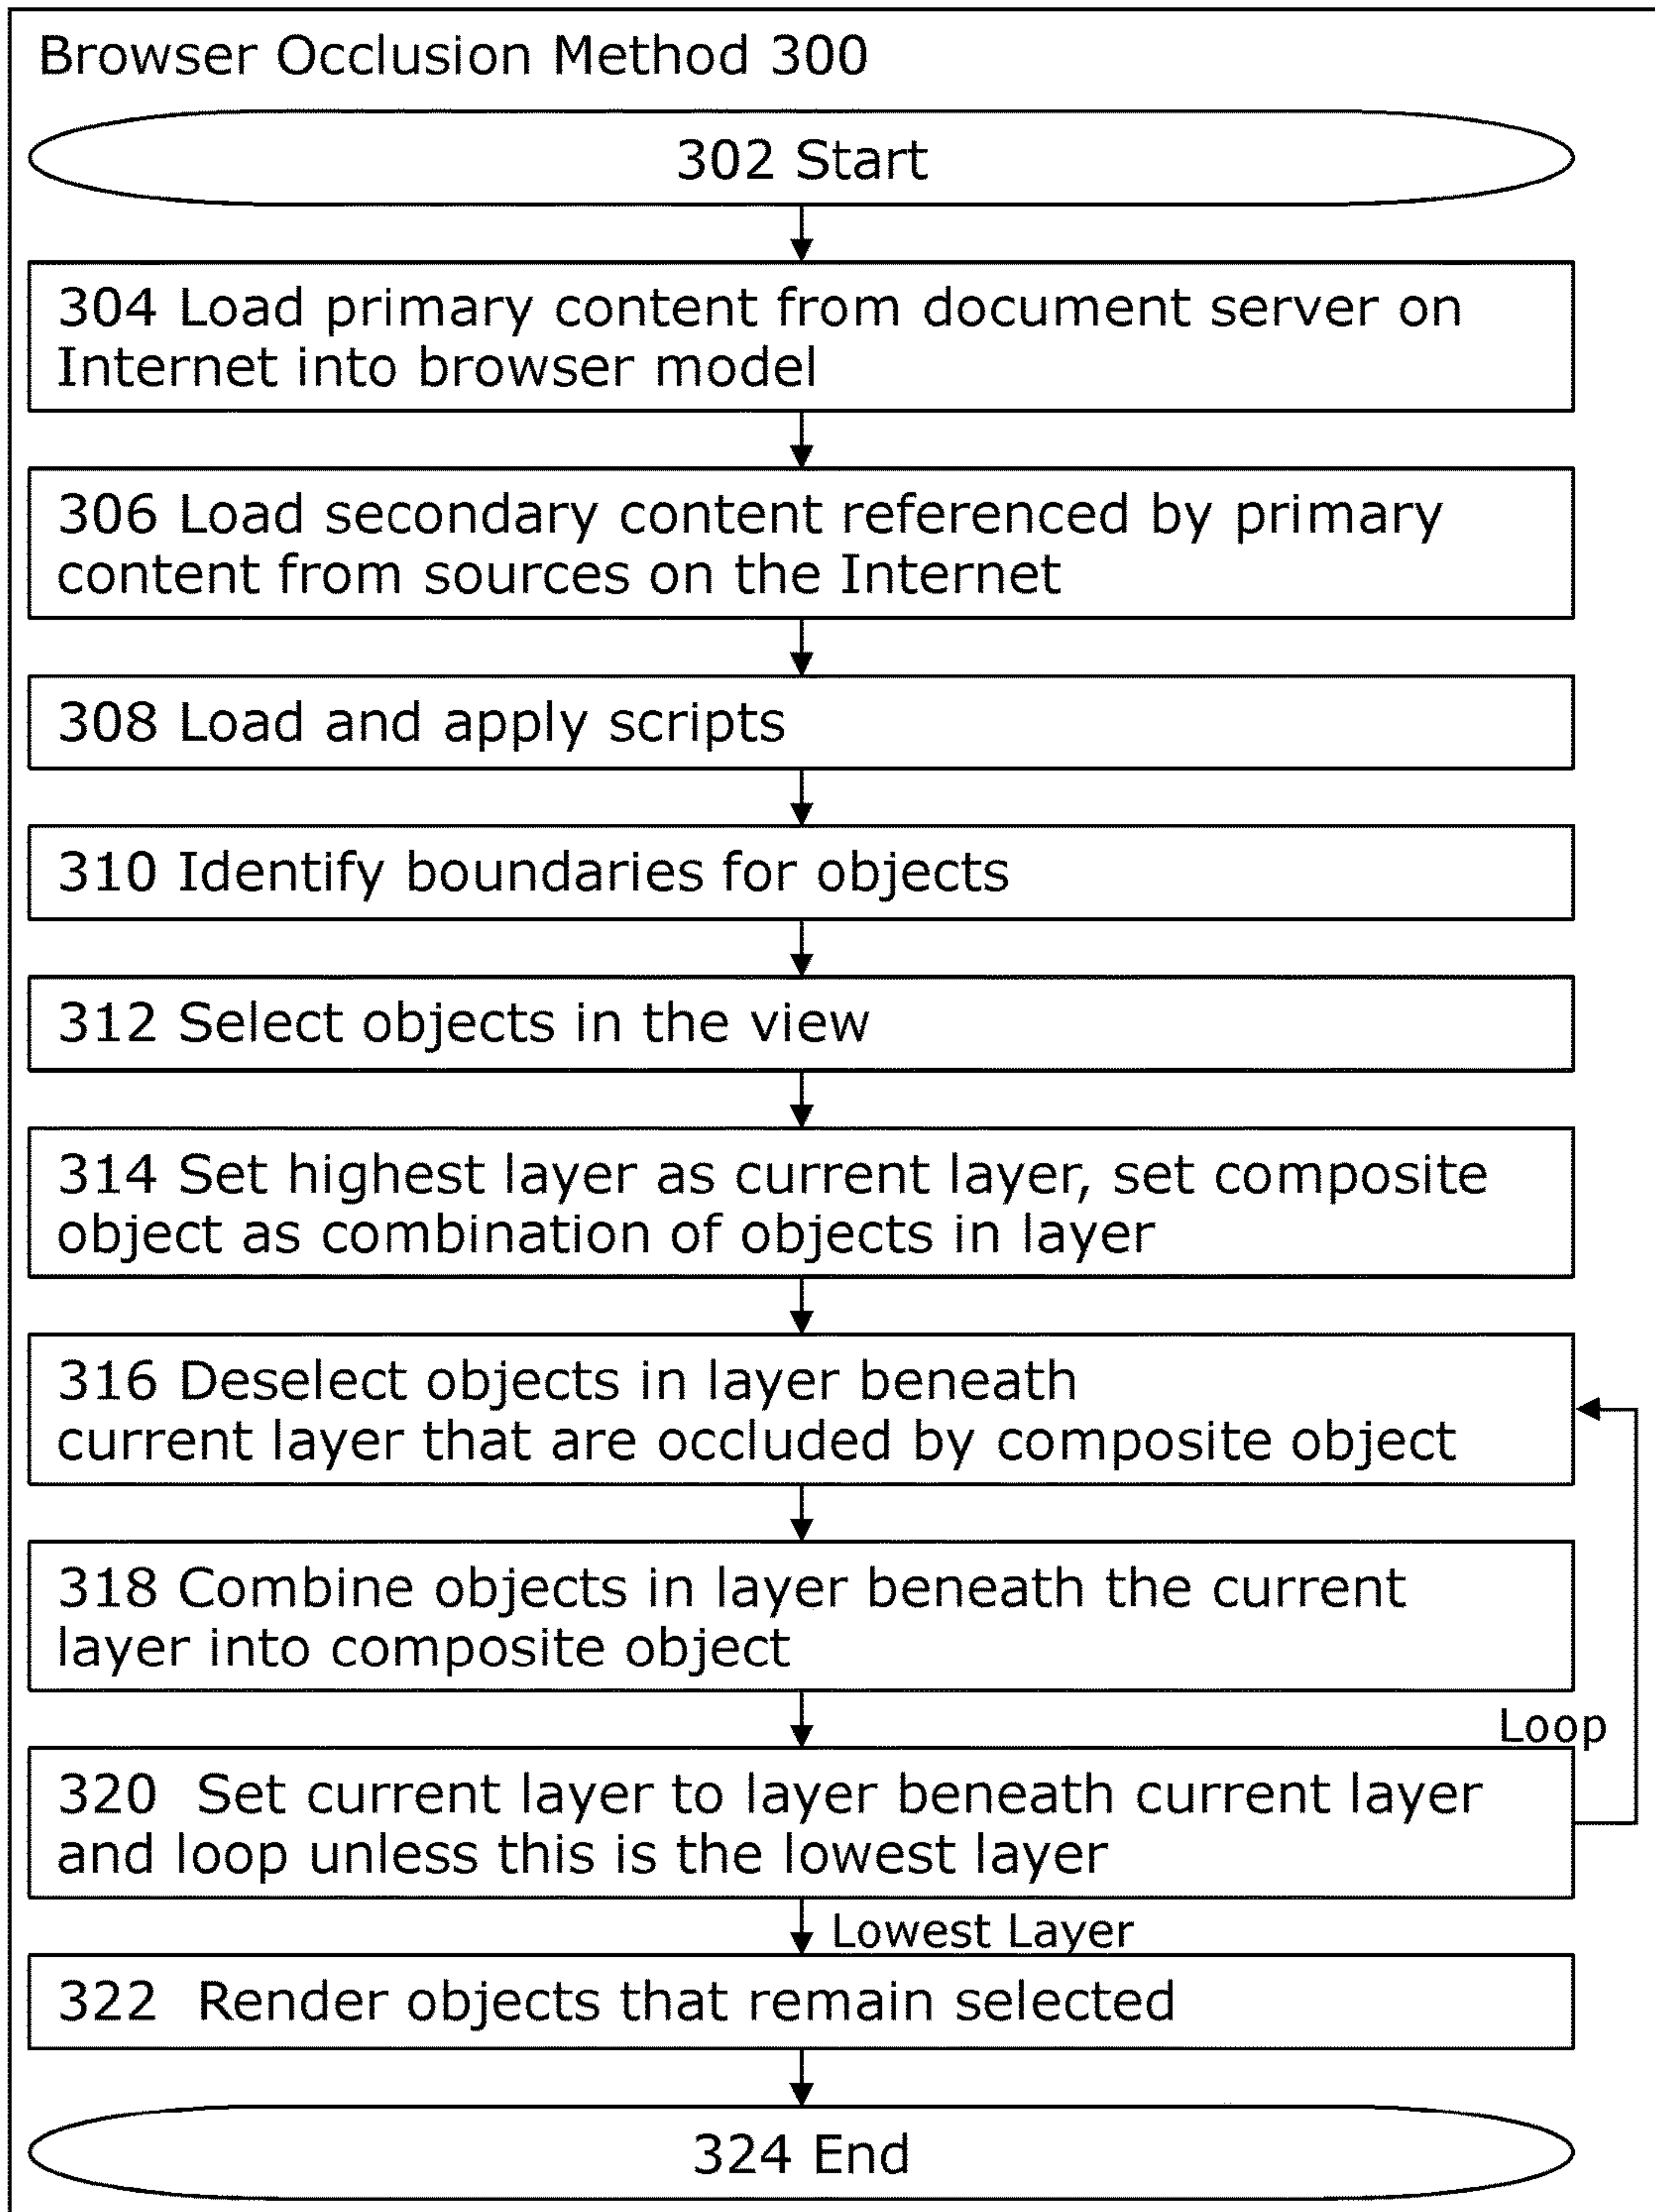 Browser Occlusion Method 300
302 Start
304 Load primary content from document server on
Internet into browser model
306 Load secondary content referenced by primary
content from sources on the Internet
308 Load and apply scripts
310 Identify boundaries for objects
312 Select objects in the view
314 Set highest layer as current layer, set composite
object as combination of objects in layer
316 Deselect objects in layer beneath
current layer that are occluded by composite object
318 Combine objects in layer beneath the current
layer into composite object
Loop
320 Set current layer to layer beneath current layer
and loop unless this is the lowest layer
Lowest Layer
322 Render objects that remain selected
324 End